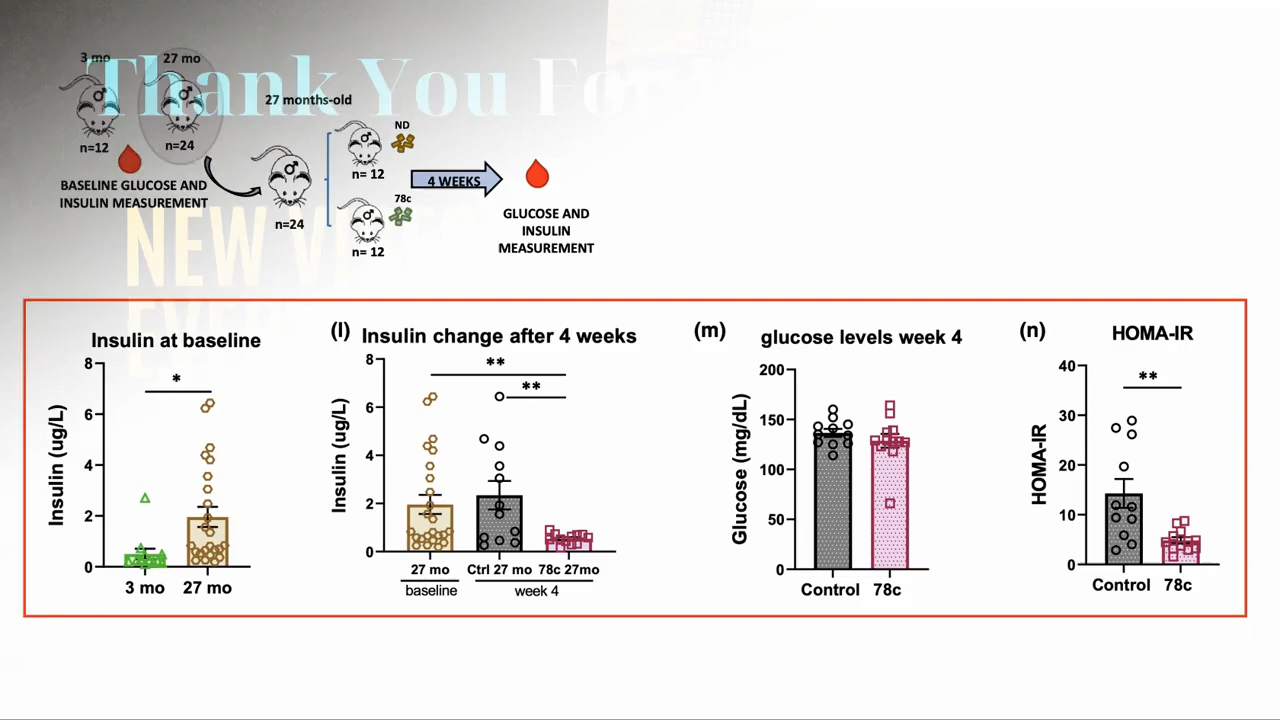 Thank You For
3 mo
27 mo
n=12
n=24
BASELINE GLUCOSE AND
INSULIN MEASUREMENT
27 months-old
n=24
ND
n= 12
78c
n= 12
4 WEEKS
GLUCOSE AND
INSULIN
MEASUREMENT
NEW
Insulin at baseline
Insulin (ug/L)
8
6
4
2
0
*
3 mo 27 mo
(l) Insulin change after 4 weeks
Insulin (ug/L)
8
6
4
2
0
**
**
27 mo Ctrl 27 mo 78c 27mo
baseline week 4
(m) glucose levels week 4
Glucose (mg/dL)
200
150
100
50
0
Control 78c
(n) HOMA-IR
HOMA-IR
40
30
20
10
0
**
Control 78c